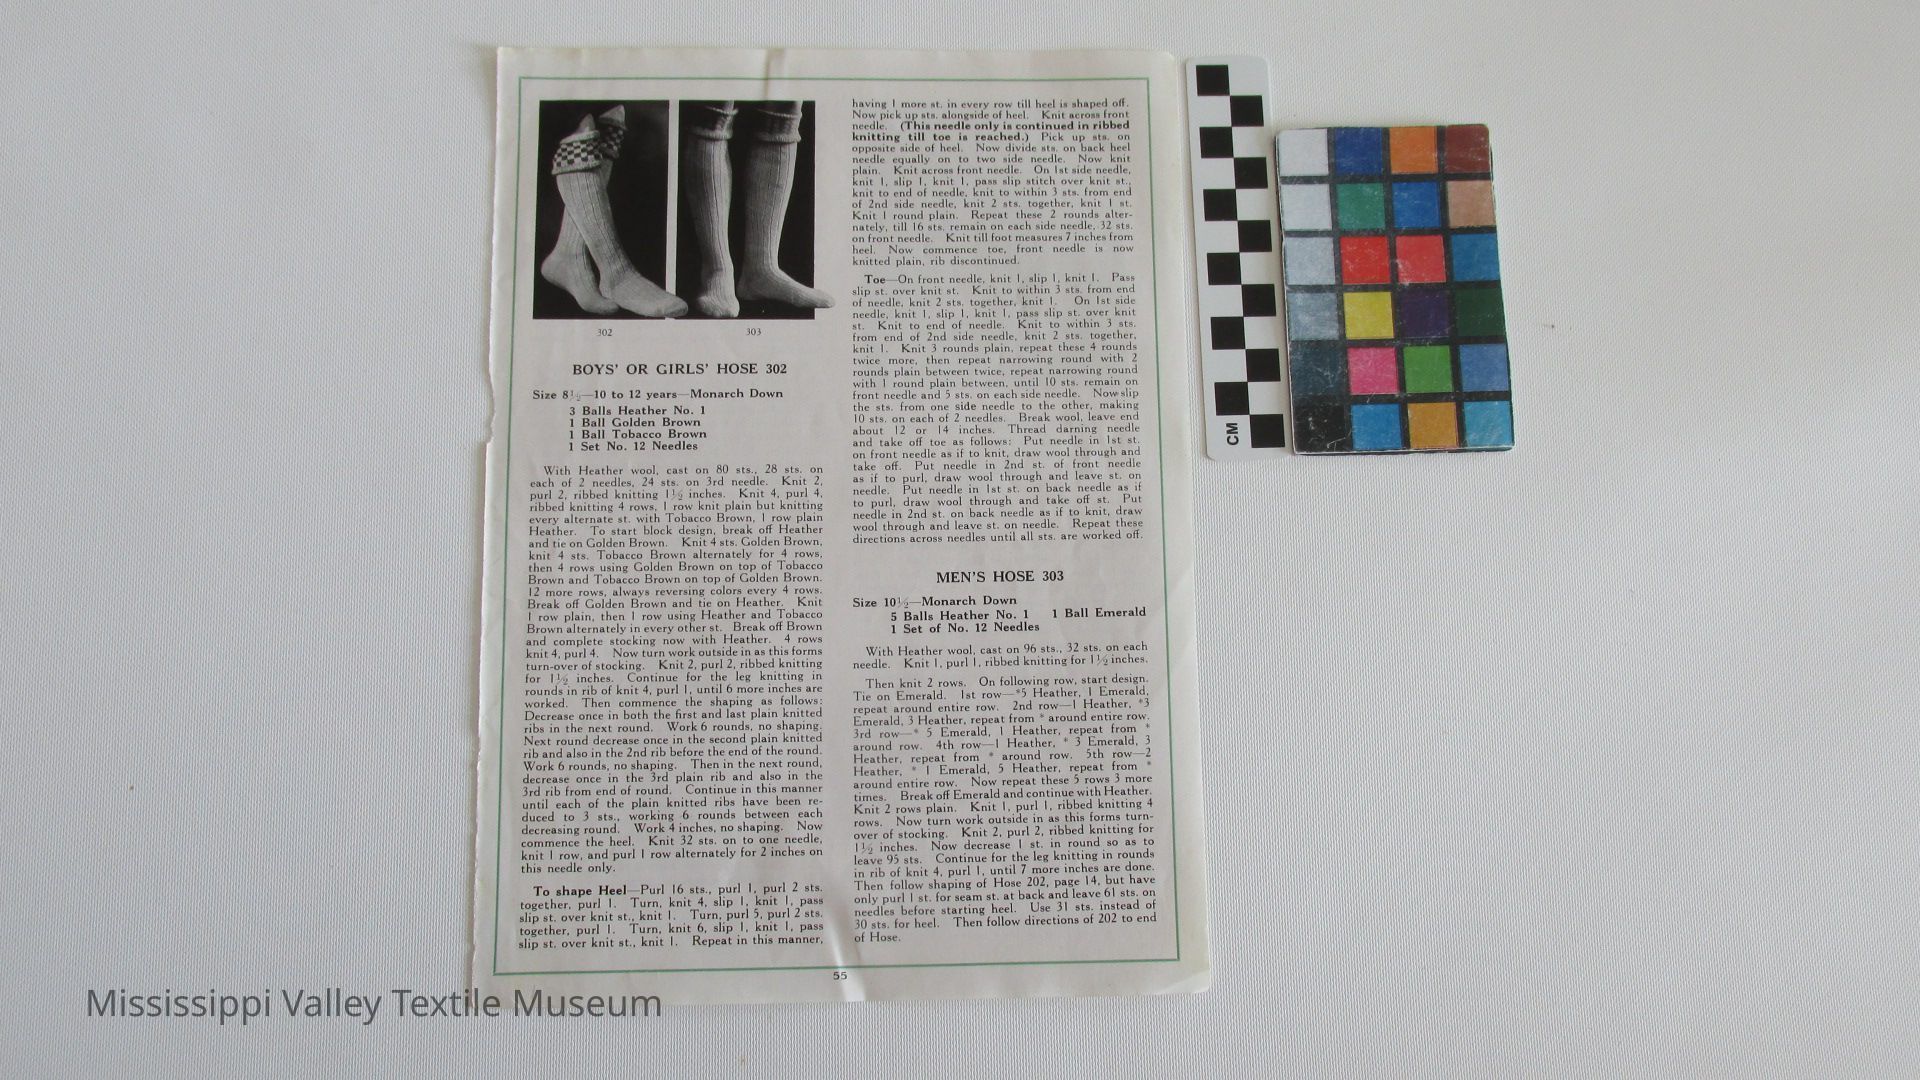 302
303
BOYS' OR GIRLS' HOSE 302
Size 8½—10 to 12 years—Monarch Down
3 Balls Heather No. 1
1 Ball Golden Brown
1 Ball Tobacco Brown
1 Set No. 12 Needles
With Heather wool, cast on 80 sts., 28 sts. on
each of 2 needles, 24 sts. on 3rd needle. Knit 2,
purl 2, ribbed knitting 1½ inches. Knit 4, purl 4,
ribbed knitting 4 rows, 1 row knit plain but knitting
every alternate st. with Tobacco Brown, 1 row plain
Heather. To start block design, break off Heather
and tie on Golden Brown. Knit 4 sts. Golden Brown,
knit 4 sts. Tobacco Brown alternately for 4 rows,
then 4 rows using Golden Brown on top of Tobacco
Brown and Tobacco Brown on top of Golden Brown.
12 more rows, always reversing colors every 4 rows.
Break off Golden Brown and tie on Heather. Knit
1 row plain, then 1 row using Heather and Tobacco
Brown alternately in every other st. Break off Brown
and complete stocking now with Heather. 4 rows
knit 4, purl 4. Now turn work outside in as this forms
turn-over of stocking. Knit 2, purl 2, ribbed knitting
for 1½ inches. Continue for the leg knitting in
rounds in rib of knit 4, purl 1, until 6 more inches are
worked. Then commence the shaping as follows:
Decrease once in both the first and last plain knitted
ribs in the next round. Work 6 rounds, no shaping.
Next round decrease once in the second plain knitted
rib and also in the 2nd rib before the end of the round.
Work 6 rounds, no shaping. Then in the next round,
decrease once in the 3rd plain rib and also in the
3rd rib from end of round. Continue in this manner
until each of the plain knitted ribs have been re-
duced to 3 sts., working 6 rounds between each
decreasing round. Work 4 inches, no shaping. Now
commence the heel. Knit 32 sts. on to one needle,
knit 1 row, and purl 1 row alternately for 2 inches on
this needle only.
To shape Heel—Purl 16 sts., purl 1, purl 2 sts.
together, purl 1. Turn, knit 4, slip 1, knit 1, pass
slip st. over knit st., knit 1. Turn, purl 5, purl 2 sts.
together, purl 1. Turn, knit 6, slip 1, knit 1, pass
slip st. over knit st., knit 1. Repeat in this manner,
having 1 more st. in every row till heel is shaped off.
Now pick up sts. alongside of heel. Knit across front
needle. (This needle only is continued in ribbed
knitting till toe is reached.) Pick up sts. on
opposite side of heel. Now divide sts. on back heel
needle equally on to two side needle. Now knit
plain. Knit across front needle. On 1st side needle,
knit 1, slip 1, knit 1, pass slip stitch over knit st.,
knit to end of needle, knit to within 3 sts. from end
of 2nd side needle, knit 2 sts. together, knit 1 st.
Knit 1 round plain. Repeat these 2 rounds alter-
nately, till 16 sts. remain on each side needle, 32 sts.
on front needle. Knit till foot measures 7 inches from
heel. Now commence toe, front needle is now
knitted plain, rib discontinued.
Toe—On front needle, knit 1, slip 1, knit 1. Pass
slip st. over knit st. Knit to within 3 sts. from end
of needle, knit 2 sts. together, knit 1. On 1st side
needle, knit 1, slip 1, knit 1, pass slip st. over knit
st. Knit to end of needle. Knit to within 3 sts.
from end of 2nd side needle, knit 2 sts. together,
knit 1. Knit 3 rounds plain, repeat these 4 rounds
twice more, then repeat narrowing round with 2
rounds plain between twice, repeat narrowing round
with 1 round plain between, until 10 sts. remain on
front needle and 5 sts. on each side needle. Now slip
the sts. from one side needle to the other, making
10 sts. on each of 2 needles. Break wool, leave end
about 12 or 14 inches. Thread darning needle
and take off toe as follows: Put needle in 1st st.
on front needle as if to knit, draw wool through and
take off. Put needle in 2nd st. of front needle
as if to purl, draw wool through and leave st. on
needle. Put needle in 1st st. on back needle as if
to purl, draw wool through and take off st. Put
needle in 2nd st. on back needle as if to knit, draw
wool through and leave st. on needle. Repeat these
directions across needles until all sts. are worked off.
MEN'S HOSE 303
Size 10½—Monarch Down
5 Balls Heather No. 1 1 Ball Emerald
1 Set of No. 12 Needles
With Heather wool, cast on 96 sts., 32 sts. on each
needle. Knit 1, purl 1, ribbed knitting for 1½ inches.
Then knit 2 rows. On following row, start design.
Tie on Emerald. 1st row—*5 Heather, 1 Emerald,
repeat around entire row. 2nd row—1 Heather, *3
Emerald, 3 Heather, repeat from * around entire row.
3rd row—* 5 Emerald, 1 Heather, repeat from *
around row. 4th row—1 Heather, * 3 Emerald, 3
Heather, repeat from * around row. 5th row—2
Heather, * 1 Emerald, 5 Heather, repeat from *
around entire row. Now repeat these 5 rows 3 more
times. Break off Emerald and continue with Heather.
Knit 2 rows plain. Knit 1, purl 1, ribbed knitting 4
rows. Now turn work outside in as this forms turn-
over of stocking. Knit 2, purl 2, ribbed knitting for
1½ inches. Now decrease 1 st. in round so as to
leave 95 sts. Continue for the leg knitting in rounds
in rib of knit 4, purl 1, until 7 more inches are done.
Then follow shaping of Hose 202, page 14, but have
only purl 1 st. for seam st. at back and leave 61 sts. on
needles before starting heel. Use 31 sts. instead of
30 sts. for heel. Then follow directions of 202 to end
of Hose.
55
CM
Mississippi Valley Textile Museum